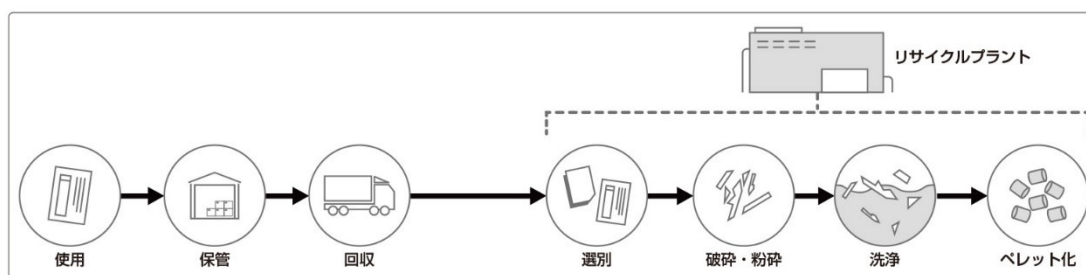 リサイクルプラント
使用
保管
回収
選別
破砕・粉砕
洗浄
ペレット化